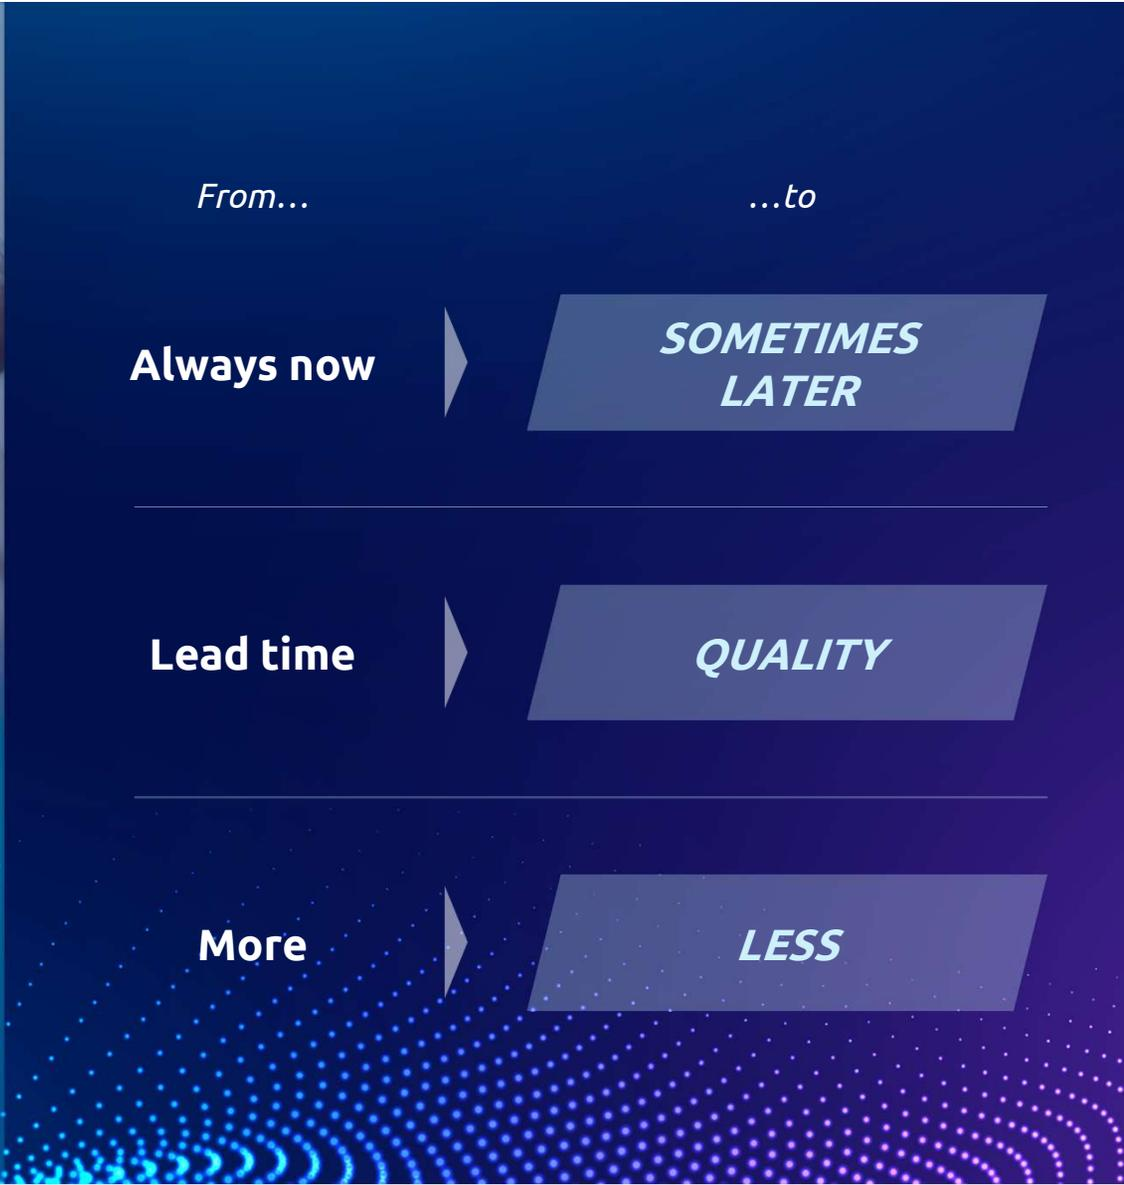 From…
…to
Always now
SOMETIMES
LATER
Lead time
QUALITY
More
LESS